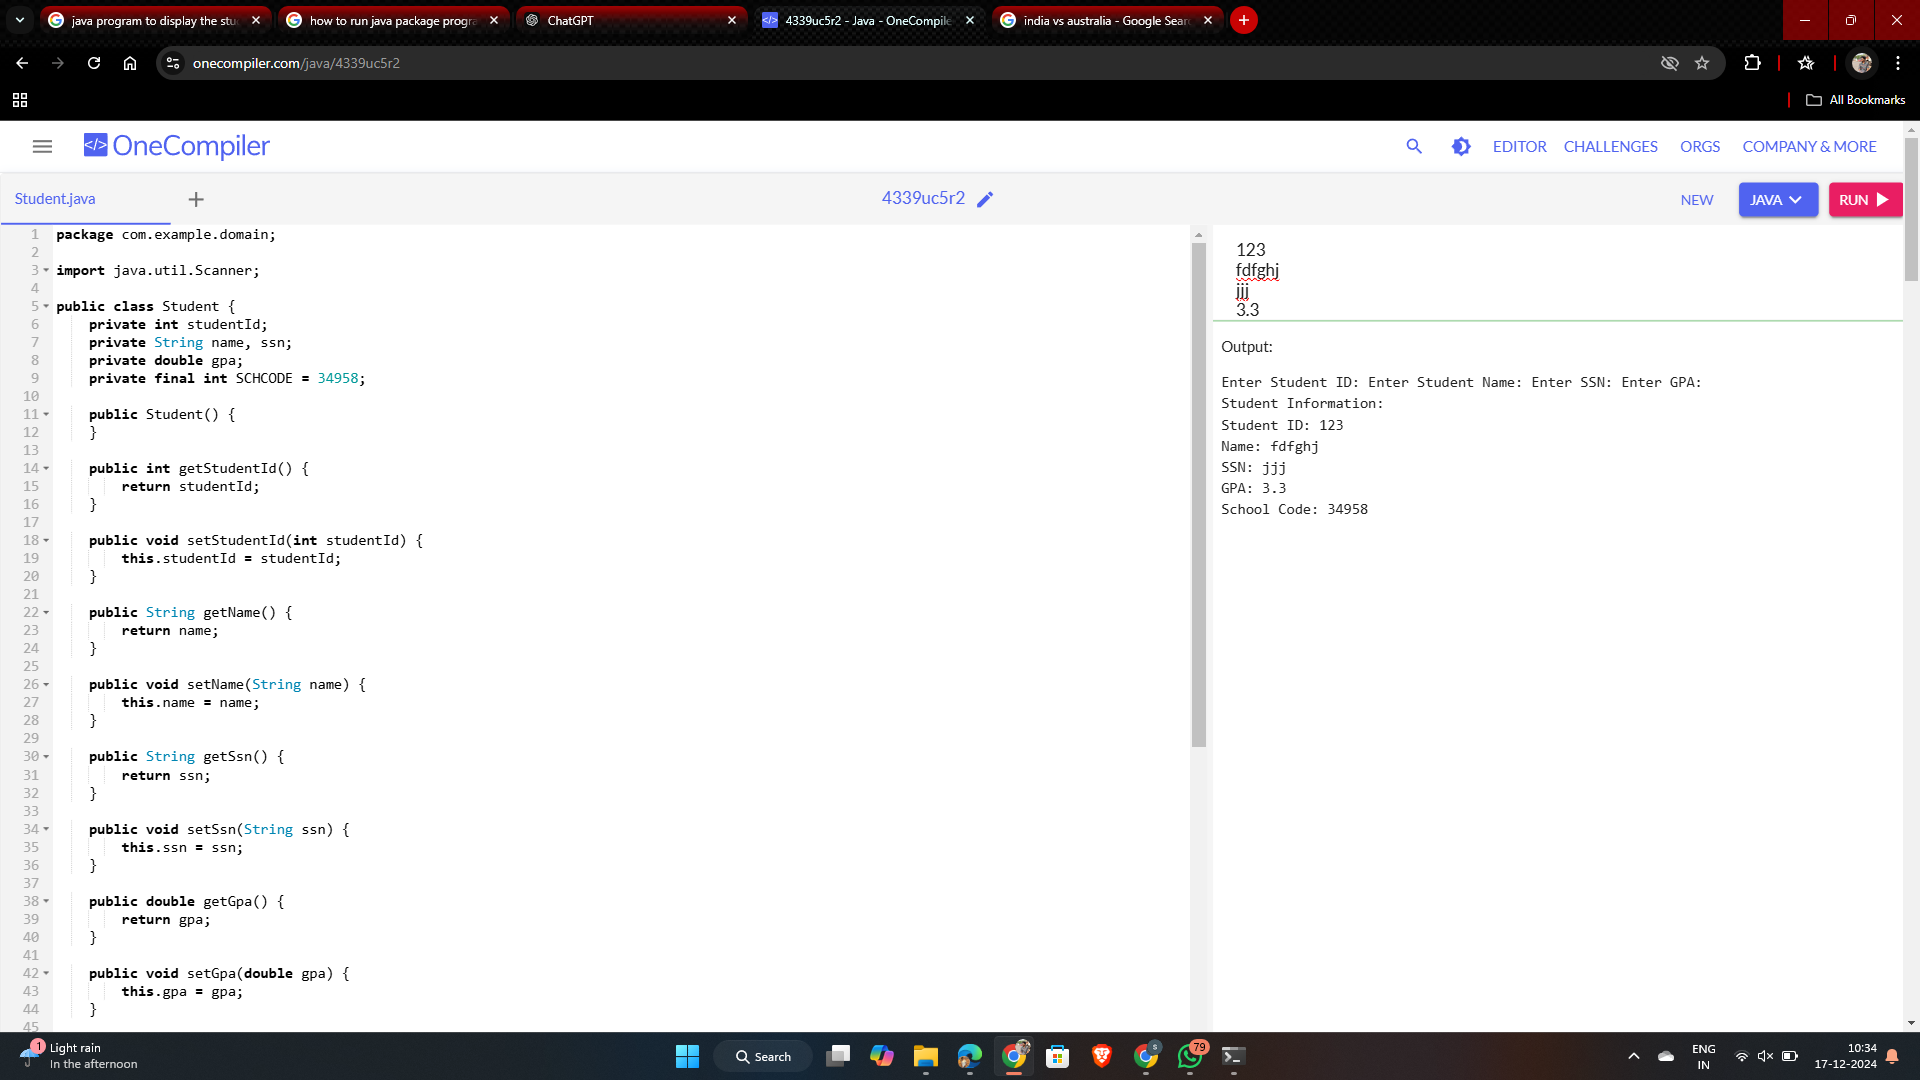 java program to display the stu
how to run java package progra
ChatGPT
4339uc5r2 - Java - OneCompile
india vs australia - Google Sear
onecompiler.com/java/4339uc5r2
All Bookmarks
</> OneCompiler
EDITOR
CHALLENGES
ORGS
COMPANY & MORE
Student.java
4339uc5r2
NEW
JAVA
RUN
1 package com.example.domain;
2
3 import java.util.Scanner;
4
5 public class Student {
6     private int studentId;
7     private String name, ssn;
8     private double gpa;
9     private final int SCHCODE = 34958;
10
11     public Student() {
12     }
13
14     public int getStudentId() {
15         return studentId;
16     }
17
18     public void setStudentId(int studentId) {
19         this.studentId = studentId;
20     }
21
22     public String getName() {
23         return name;
24     }
25
26     public void setName(String name) {
27         this.name = name;
28     }
29
30     public String getSsn() {
31         return ssn;
32     }
33
34     public void setSsn(String ssn) {
35         this.ssn = ssn;
36     }
37
38     public double getGpa() {
39         return gpa;
40     }
41
42     public void setGpa(double gpa) {
43         this.gpa = gpa;
44     }
45
123
fdfghj
jjj
3.3
Output:
Enter Student ID: Enter Student Name: Enter SSN: Enter GPA:
Student Information:
Student ID: 123
Name: fdfghj
SSN: jjj
GPA: 3.3
School Code: 34958
1
Light rain
In the afternoon
Search
S
79
ENG
IN
10:34
17-12-2024